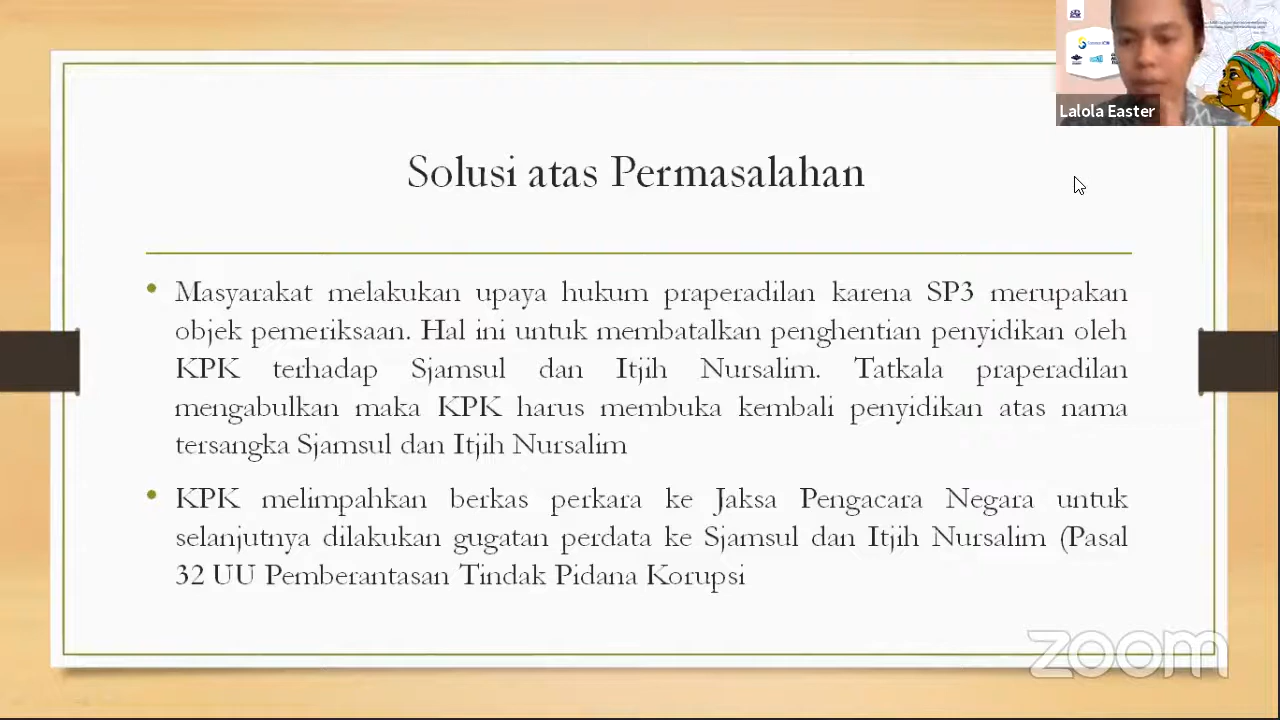 Lalola Easter
Solusi atas Permasalahan
• Masyarakat melakukan upaya hukum praperadilan karena SP3 merupakan
objek pemeriksaan. Hal ini untuk membatalkan penghentian penyidikan oleh
KPK terhadap Sjamsul dan Itjih Nursalim. Tatkala praperadilan
mengabulkan maka KPK harus membuka kembali penyidikan atas nama
tersangka Sjamsul dan Itjih Nursalim
• KPK melimpahkan berkas perkara ke Jaksa Pengacara Negara untuk
selanjutnya dilakukan gugatan perdata ke Sjamsul dan Itjih Nursalim (Pasal
32 UU Pemberantasan Tindak Pidana Korupsi
zoom